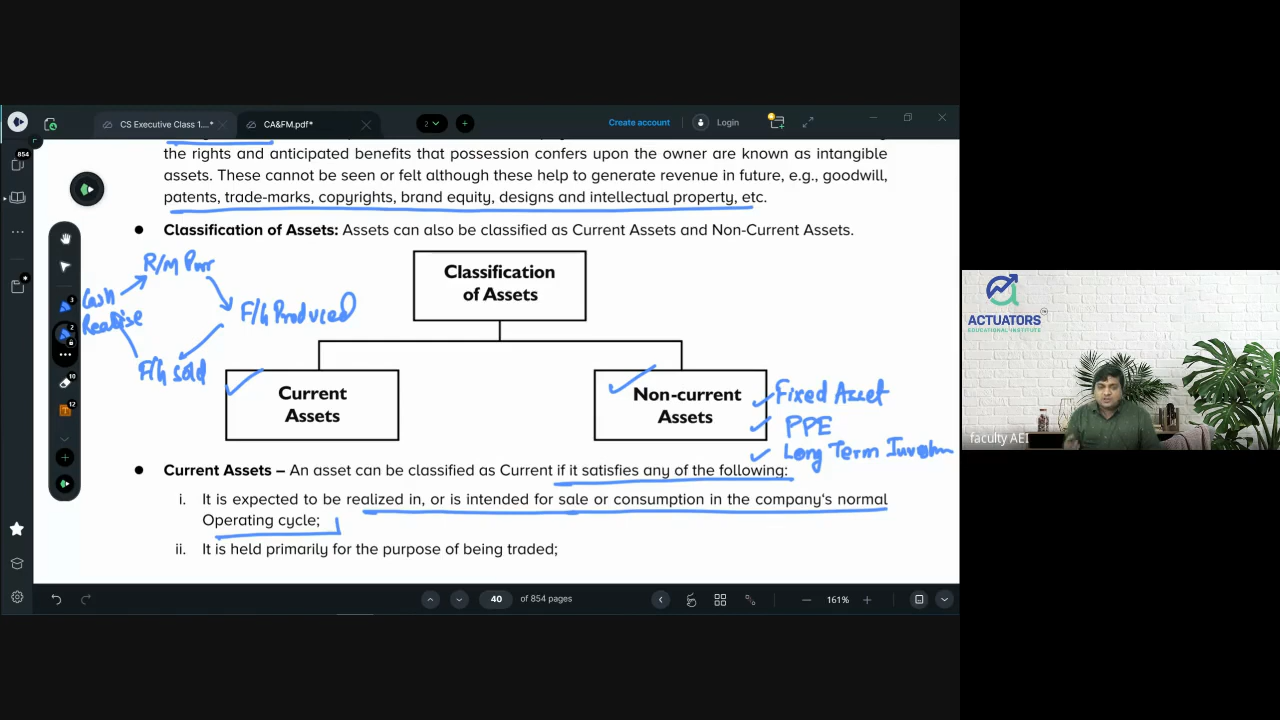 CS Executive Class 1....*
CA&FM.pdf*
2
Create account
Login
854
the rights and anticipated benefits that possession confers upon the owner are known as intangible
assets. These cannot be seen or felt although these help to generate revenue in future, e.g., goodwill,
patents, trade-marks, copyrights, brand equity, designs and intellectual property, etc.
● Classification of Assets: Assets can also be classified as Current Assets and Non-Current Assets.
R/M Purr
Cash
Realise
F/G Produced
F/G Sold
Classification
of Assets
Current
Assets
Non-current
Assets
Fixed Asset
PPE
Long Term Investm
● Current Assets – An asset can be classified as Current if it satisfies any of the following:
i. It is expected to be realized in, or is intended for sale or consumption in the company's normal
Operating cycle;
ii. It is held primarily for the purpose of being traded;
3
2
10
12
40 of 854 pages
161%
ACTUATORS
EDUCATIONAL INSTITUTE
faculty AEI